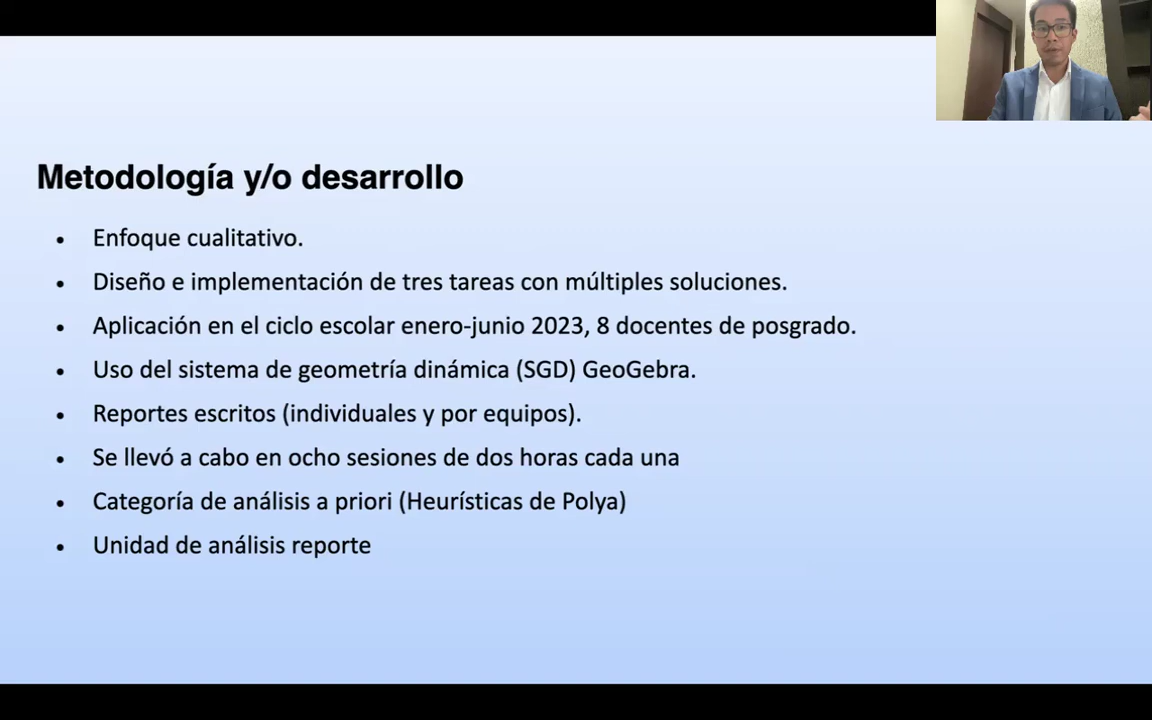 Metodología y/o desarrollo
• Enfoque cualitativo.
• Diseño e implementación de tres tareas con múltiples soluciones.
• Aplicación en el ciclo escolar enero-junio 2023, 8 docentes de posgrado.
• Uso del sistema de geometría dinámica (SGD) GeoGebra.
• Reportes escritos (individuales y por equipos).
• Se llevó a cabo en ocho sesiones de dos horas cada una
• Categoría de análisis a priori (Heurísticas de Polya)
• Unidad de análisis reporte